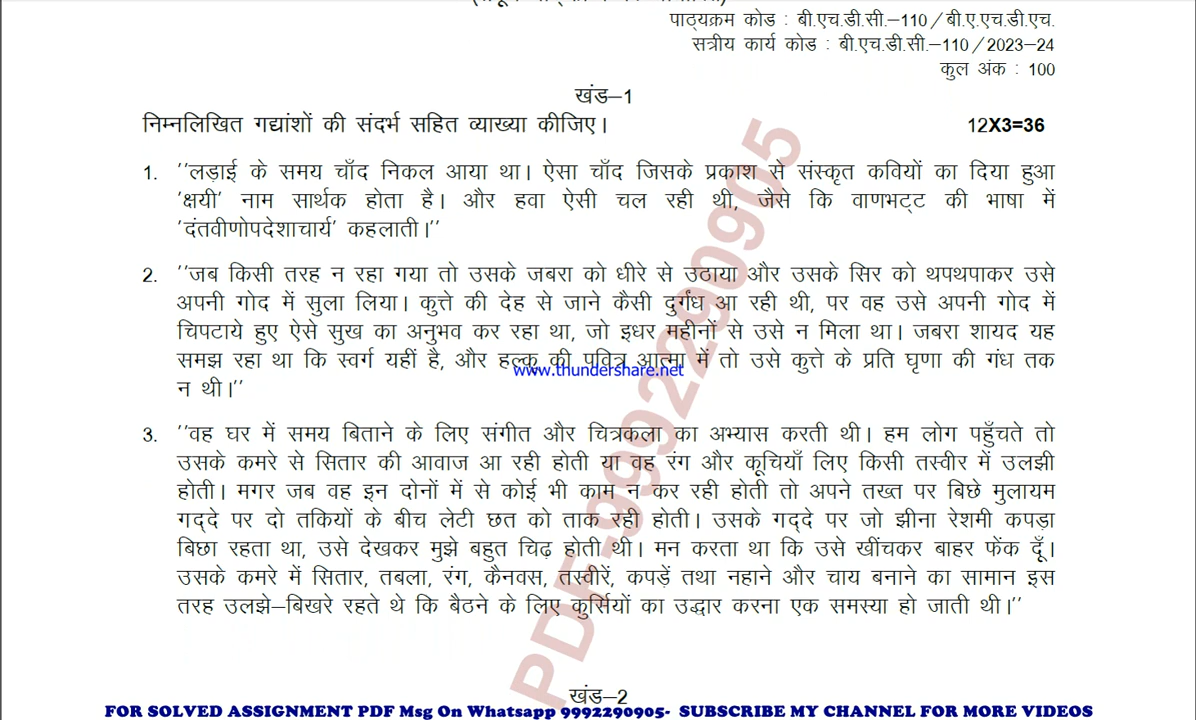 पाठ्यक्रम कोड : बी.एच.डी.सी.–110 / बी.ए.एच.डी.एच.
सत्रीय कार्य कोड : बी.एच.डी.सी.–110 / 2023–24
कुल अंक : 100
खंड–1
निम्नलिखित गद्यांशों की संदर्भ सहित व्याख्या कीजिए। 12X3=36
1. ''लड़ाई के समय चाँद निकल आया था। ऐसा चाँद जिसके प्रकाश से संस्कृत कवियों का दिया हुआ
'क्षयी' नाम सार्थक होता है। और हवा ऐसी चल रही थी, जैसे कि वाणभट्ट की भाषा में
'दंतवीणोपदेशाचार्य' कहलाती।''
2. ''जब किसी तरह न रहा गया तो उसके जबरा को धीरे से उठाया और उसके सिर को थपथपाकर उसे
अपनी गोद में सुला लिया। कुत्ते की देह से जाने कैसी दुर्गंध आ रही थी, पर वह उसे अपनी गोद में
चिपटाये हुए ऐसे सुख का अनुभव कर रहा था, जो इधर महीनों से उसे न मिला था। जबरा शायद यह
समझ रहा था कि स्वर्ग यहीं है, और हल्कू की पवित्र आत्मा में तो उसे कुत्ते के प्रति घृणा की गंध तक
www.thundershare.net
न थी।''
3. ''वह घर में समय बिताने के लिए संगीत और चित्रकला का अभ्यास करती थी। हम लोग पहुँचते तो
उसके कमरे से सितार की आवाज आ रही होती या वह रंग और कूचियाँ लिए किसी तस्वीर में उलझी
होती। मगर जब वह इन दोनों में से कोई भी काम न कर रही होती तो अपने तख्त पर बिछे मुलायम
गद्दे पर दो तकियों के बीच लेटी छत को ताक रही होती। उसके गद्दे पर जो झीना रेशमी कपड़ा
बिछा रहता था, उसे देखकर मुझे बहुत चिढ़ होती थी। मन करता था कि उसे खींचकर बाहर फेंक दूँ।
उसके कमरे में सितार, तबला, रंग, कैनवस, तस्वीरें, कपड़ें तथा नहाने और चाय बनाने का सामान इस
तरह उलझे–बिखरे रहते थे कि बैठने के लिए कुर्सियों का उद्धार करना एक समस्या हो जाती थी।''
PDF-9992290905
खंड–2
FOR SOLVED ASSIGNMENT PDF Msg On Whatsapp 9992290905- SUBSCRIBE MY CHANNEL FOR MORE VIDEOS